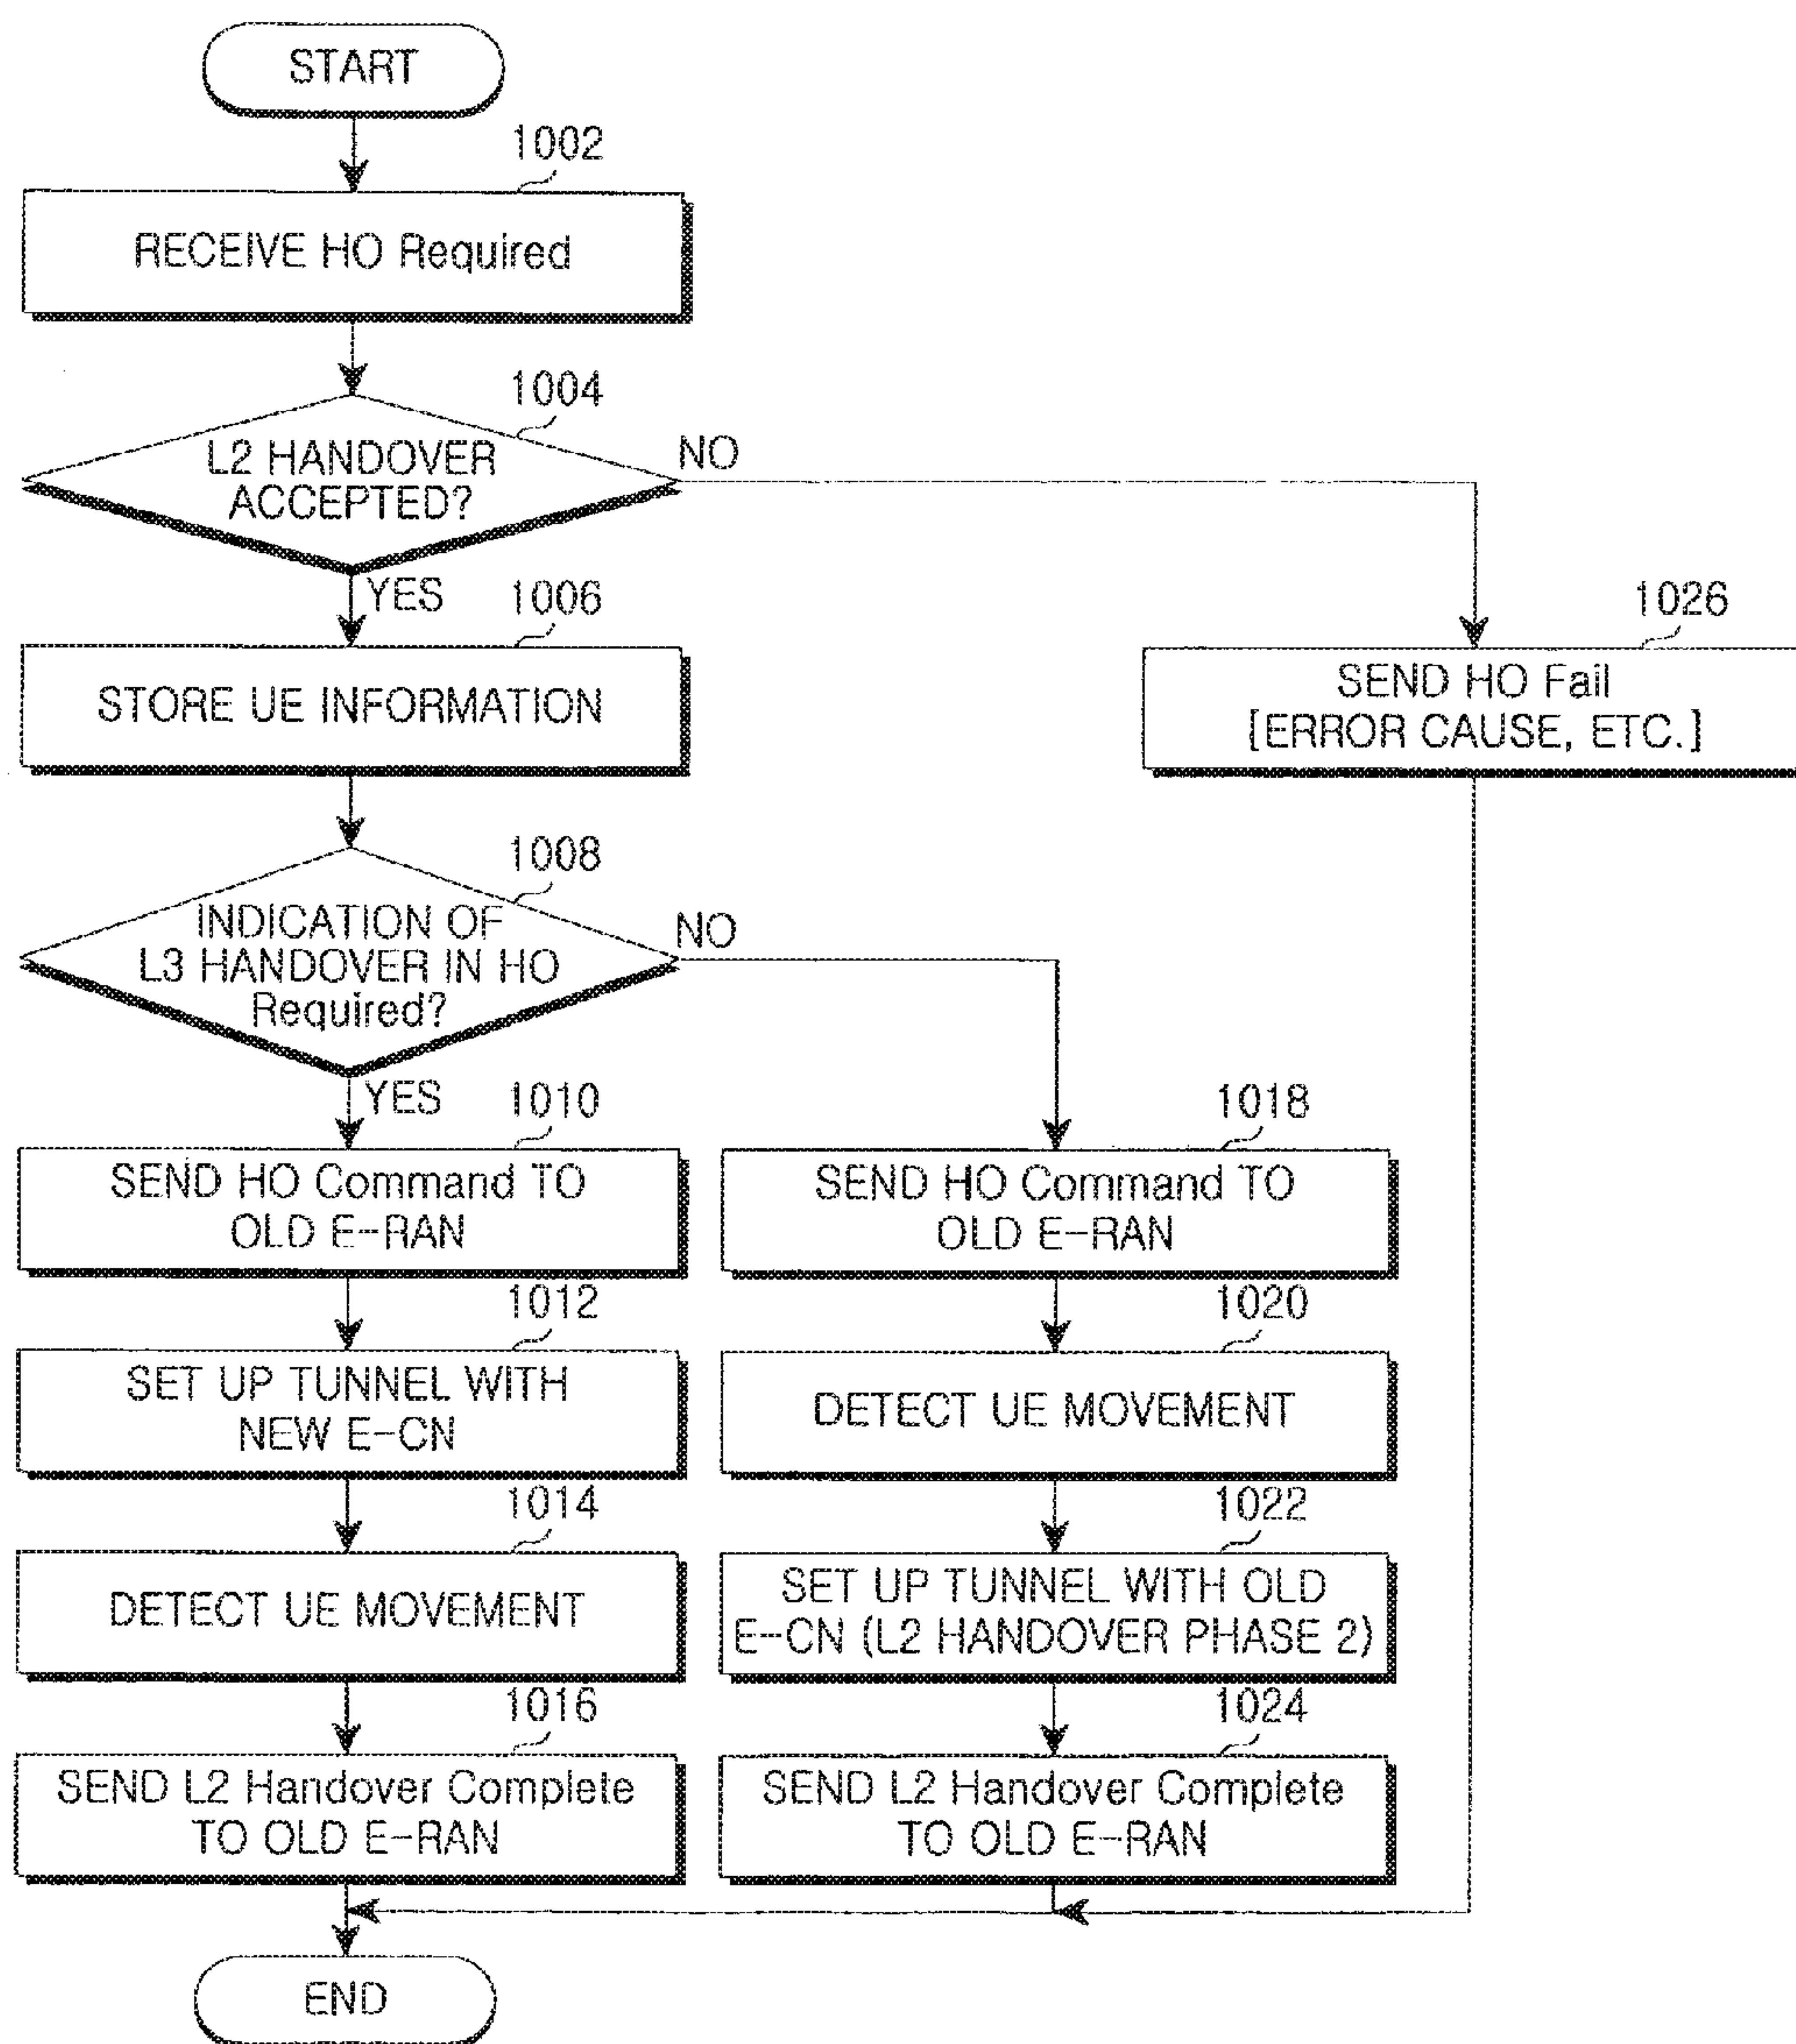 START
1002
RECEIVE HO Required
1004
L2 HANDOVER
ACCEPTED?
NO
YES
1006
STORE UE INFORMATION
1026
SEND HO Fail
[ERROR CAUSE, ETC.]
1008
INDICATION OF
L3 HANDOVER IN HO
Required?
NO
YES
1010
SEND HO Command TO
OLD E-RAN
1012
SET UP TUNNEL WITH
NEW E-CN
1014
DETECT UE MOVEMENT
1016
SEND L2 Handover Complete
TO OLD E-RAN
1018
SEND HO Command TO
OLD E-RAN
1020
DETECT UE MOVEMENT
1022
SET UP TUNNEL WITH OLD
E-CN (L2 HANDOVER PHASE 2)
1024
SEND L2 Handover Complete
TO OLD E-RAN
END